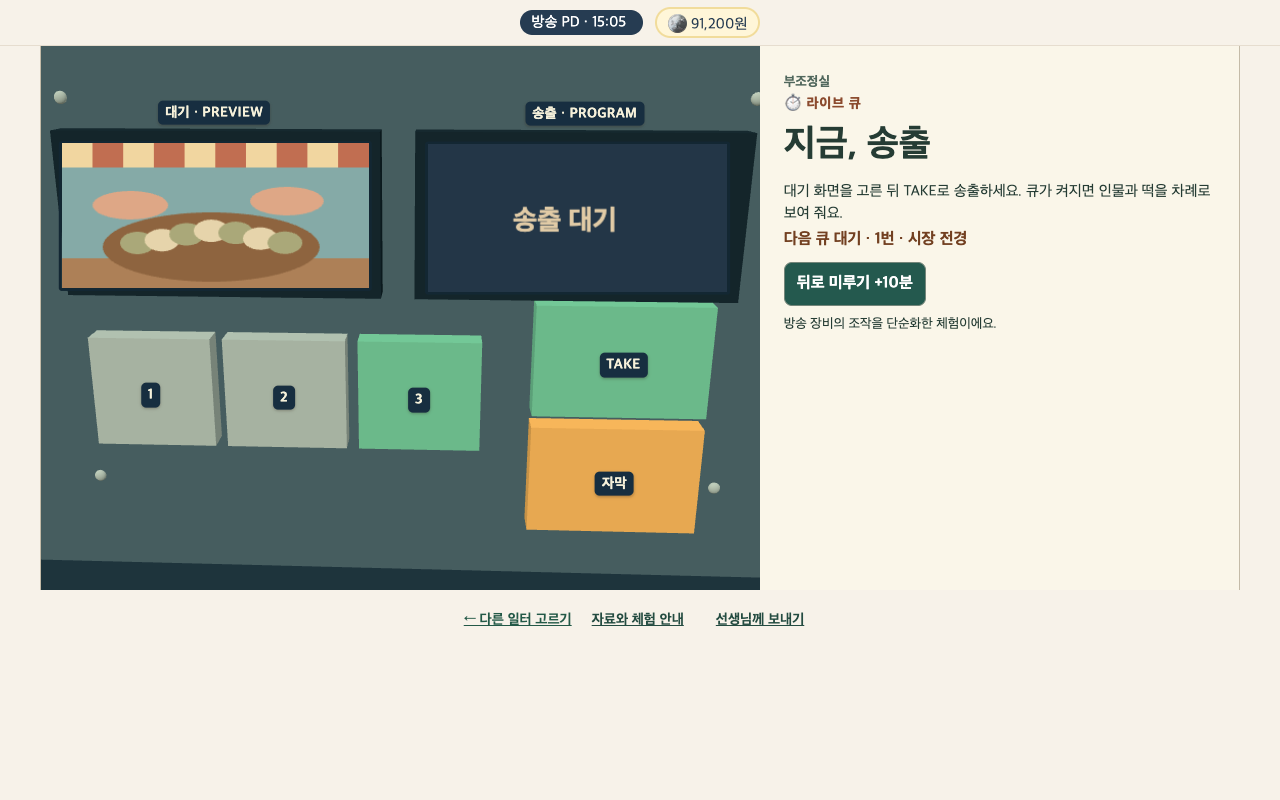 방송 PD · 15:05
91,200원
대기 · PREVIEW
송출 · PROGRAM
송출 대기
1
2
3
TAKE
자막
부조정실
라이브 큐
지금, 송출
대기 화면을 고른 뒤 TAKE로 송출하세요. 큐가 켜지면 인물과 떡을 차례로
보여 줘요.
다음 큐 대기 · 1번 · 시장 전경
뒤로 미루기 +10분
방송 장비의 조작을 단순화한 체험이에요.
← 다른 일터 고르기
자료와 체험 안내
선생님께 보내기